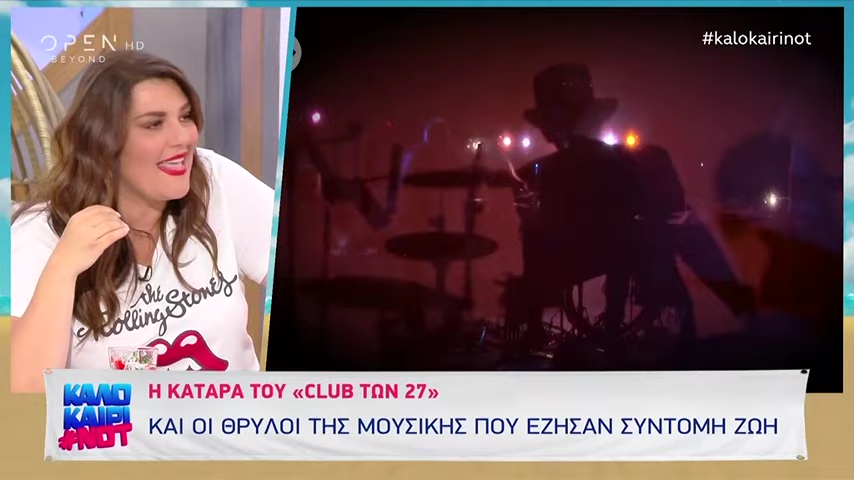 OPEN HD
BEYOND
#kalokairinot
the
Rolling Stones
ΚΑΛΟ
ΚΑΙΡΙ
#NOT
Η ΚΑΤΑΡΑ ΤΟΥ «CLUB ΤΩΝ 27»
ΚΑΙ ΟΙ ΘΡΥΛΟΙ ΤΗΣ ΜΟΥΣΙΚΗΣ ΠΟΥ ΕΖΗΣΑΝ ΣΥΝΤΟΜΗ ΖΩΗ